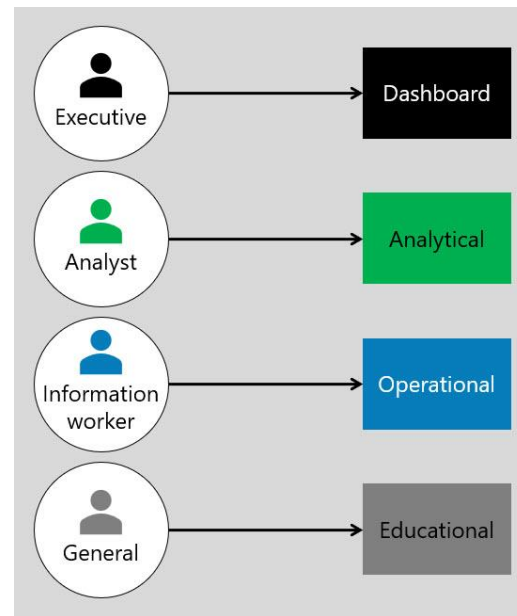 Executive
Dashboard
Analyst
Analytical
Information
worker
Operational
General
Educational